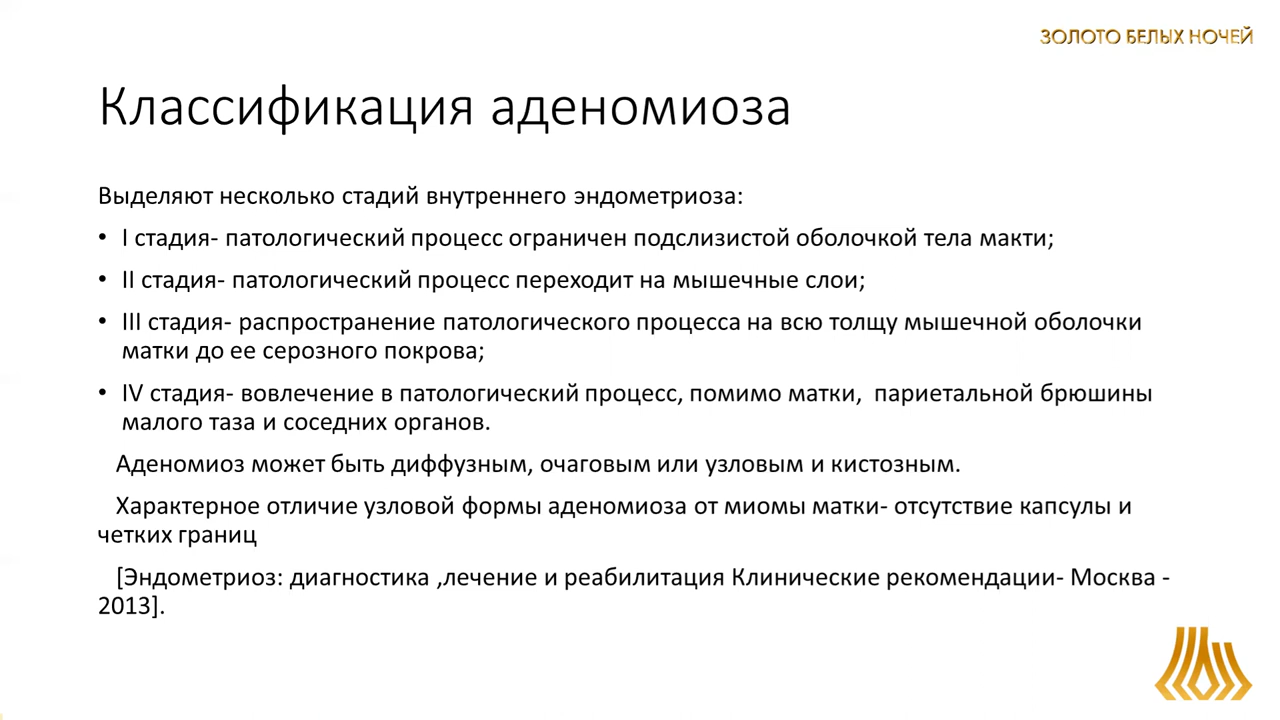 ЗОЛОТО БЕЛЫХ НОЧЕЙ
Классификация аденомиоза
Выделяют несколько стадий внутреннего эндометриоза:
• I стадия- патологический процесс ограничен подслизистой оболочкой тела макти;
• II стадия- патологический процесс переходит на мышечные слои;
• III стадия- распространение патологического процесса на всю толщу мышечной оболочки
матки до ее серозного покрова;
• IV стадия- вовлечение в патологический процесс, помимо матки,  париетальной брюшины
малого таза и соседних органов.
Аденомиоз может быть диффузным, очаговым или узловым и кистозным.
Характерное отличие узловой формы аденомиоза от миомы матки- отсутствие капсулы и
четких границ
[Эндометриоз: диагностика ,лечение и реабилитация Клинические рекомендации- Москва -
2013].